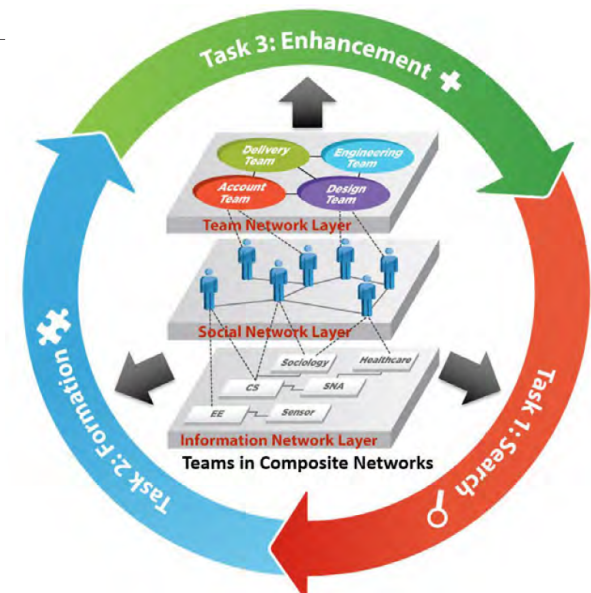 Task 3: Enhancement
Delivery
Team
Engineering
Team
Account
Team
Design
Team
Team Network Layer
Social Network Layer
Sociology
Healthcare
CS
SNA
EE
Sensor
Information Network Layer
Teams in Composite Networks
Task 1: Search
Task 2: Formation